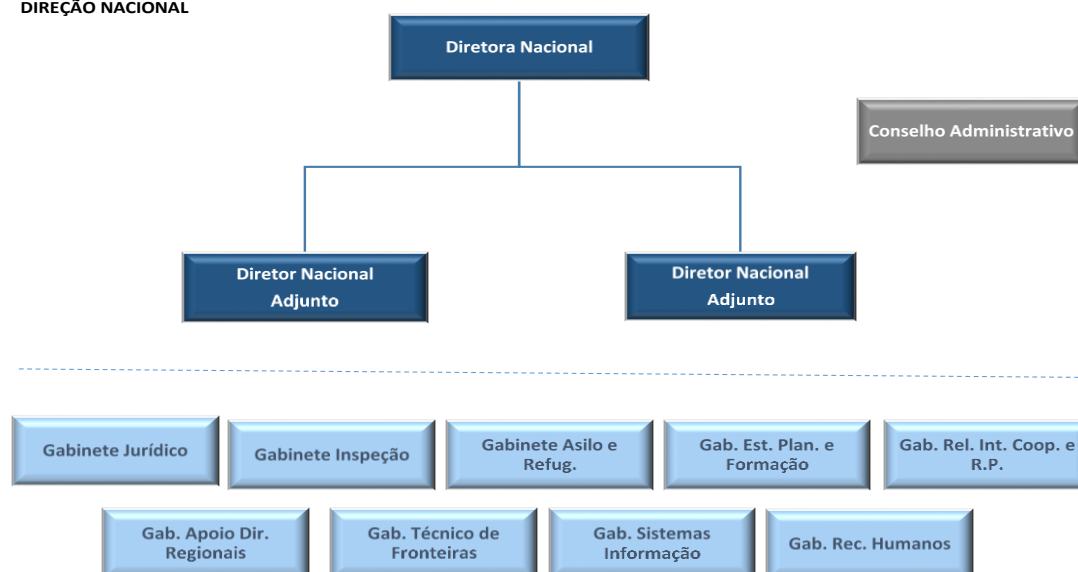 DIREÇÃO NACIONAL
Diretora Nacional
Conselho Administrativo
Diretor Nacional
Adjunto
Diretor Nacional
Adjunto
Gabinete Jurídico
Gabinete Inspeção
Gabinete Asilo e
Refug.
Gab. Est. Plan. e
Formação
Gab. Rel. Int. Coop. e
R.P.
Gab. Apoio Dir.
Regionais
Gab. Técnico de
Fronteiras
Gab. Sistemas
Informação
Gab. Rec. Humanos